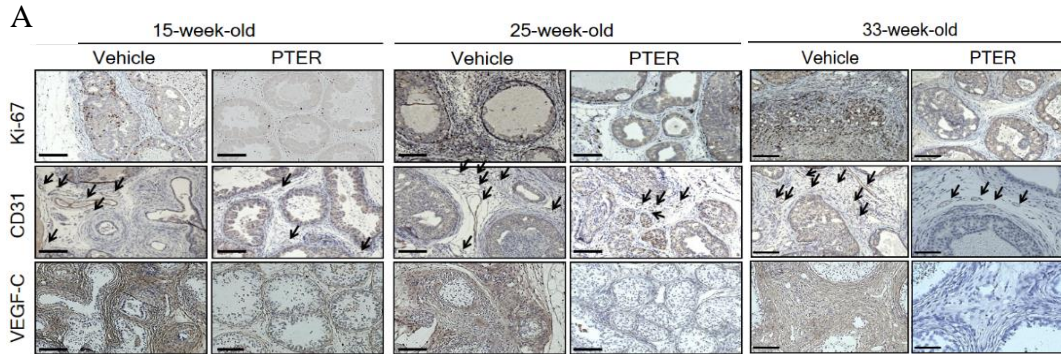 A
15-week-old 25-week-old 33-week-old
Vehicle PTER Vehicle PTER Vehicle PTER
Ki-67
CD31
VEGF-C